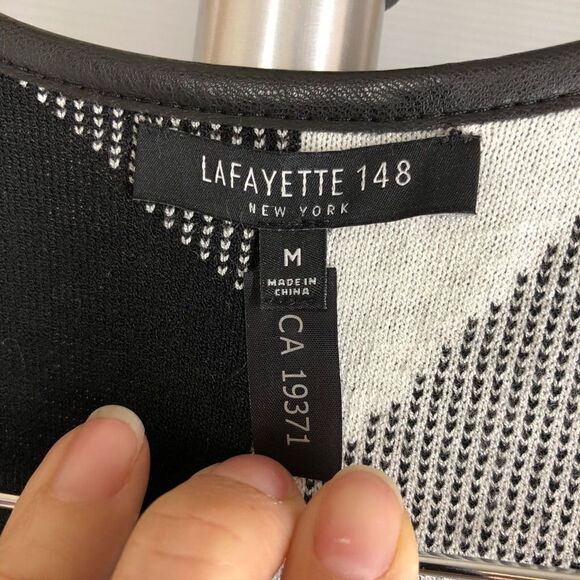 LAFAYETTE 148
NEW YORK
M
MADE IN
CHINA
CA 19371